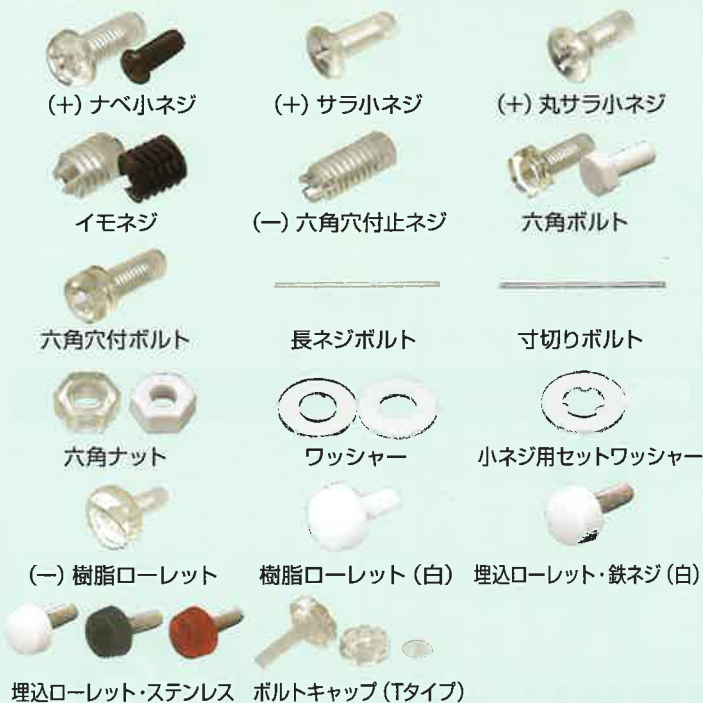 (+) ナベ小ネジ
(+) サラ小ネジ
(+) 丸サラ小ネジ
イモネジ
(一) 六角穴付止ネジ
六角ボルト
六角穴付ボルト
長ネジボルト
寸切りボルト
六角ナット
ワッシャー
小ネジ用セットワッシャー
(一) 樹脂ローレット
樹脂ローレット (白)
埋込ローレット・鉄ネジ (白)
埋込ローレット・ステンレス
ボルトキャップ (Tタイプ)